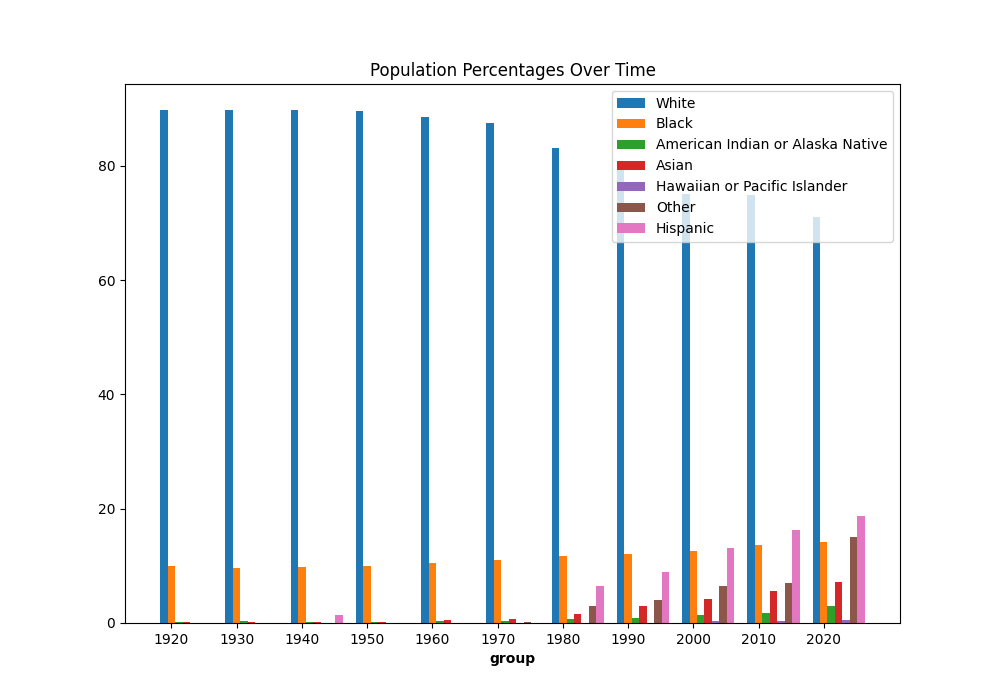 Population Percentages Over Time
White
Black
American Indian or Alaska Native
Asian
Hawaiian or Pacific Islander
Other
Hispanic
80
60
40
20
0
1920 1930 1940 1950 1960 1970 1980 1990 2000 2010 2020
group